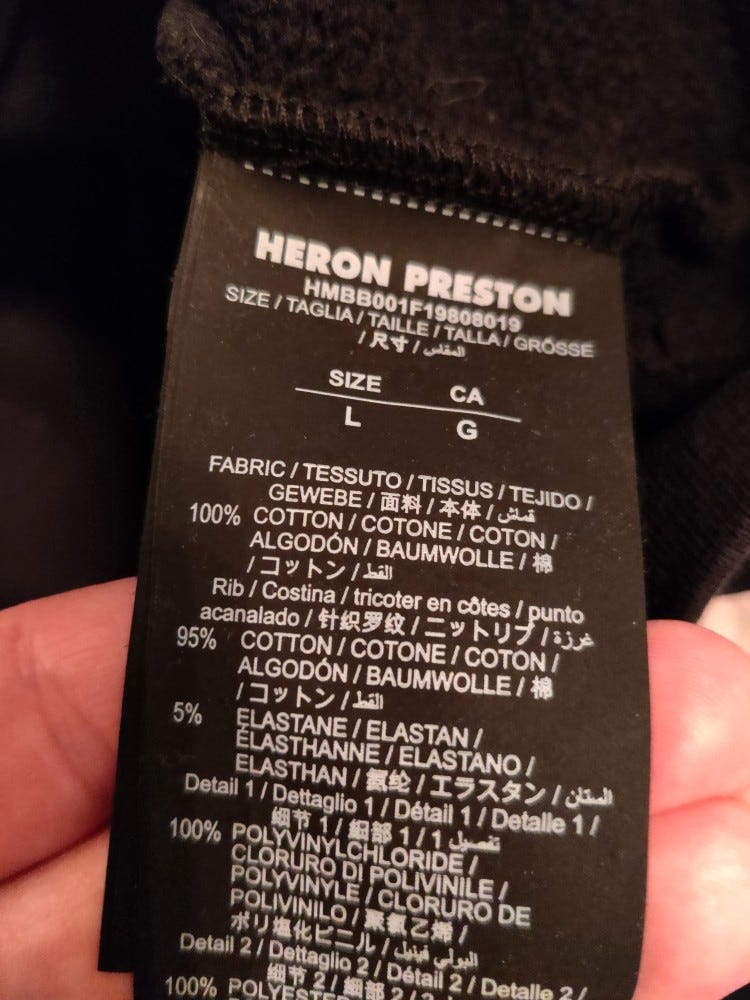 HERON PRESTON
HMBB001F19808019
SIZE / TAGLIA / TAILLE / TALLA / GRÖSSE
/ 尺寸 / المقاس
SIZE CA
L G
FABRIC / TESSUTO / TISSUS / TEJIDO /
GEWEBE / 面料 / 本体 / قماش
100% COTTON / COTONE / COTON /
ALGODÓN / BAUMWOLLE / 棉
/ コットン / القط
Rib / Costina / tricoter en côtes / punto
acanalado / 针织罗纹 / ニットリブ / غرزة
95% COTTON / COTONE / COTON /
ALGODÓN / BAUMWOLLE / 棉
/ コットン / القط
5% ELASTANE / ELASTAN /
ÉLASTHANNE / ELASTANO /
ELASTHAN / 氨纶 / エラスタン /
Detail 1 / Dettaglio 1 / Détail 1 / Detalle 1 /
细节 1 / 細部 1 / 1 تفصيل
100% POLYVINYLCHLORIDE /
CLORURO DI POLIVINILE /
POLYVINYLE / CLORURO DE
POLIVINILO / 聚氯乙烯 /
ポリ塩化ビニル / البولي فينيل
Detail 2 / Dettaglio 2 / Détail 2 / Detalle 2 /
细节 2 / 細部 2 / 2
100% POLYESTER